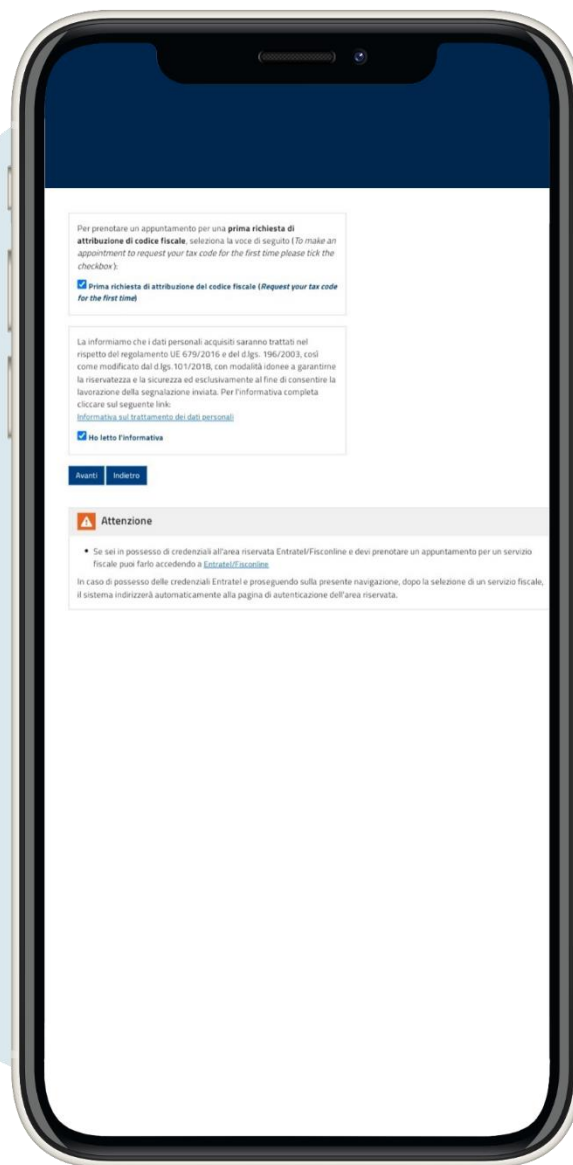 Per prenotare un appuntamento per una prima richiesta di
attribuzione di codice fiscale, seleziona la voce di seguito (To make an
appointment to request your tax code for the first time please tick the
checkbox):
Prima richiesta di attribuzione del codice fiscale (Request your tax code
for the first time)
La informiamo che i dati personali acquisiti saranno trattati nel
rispetto del regolamento UE 679/2016 e del d.lgs. 196/2003, così
come modificato dal d.lgs.101/2018, con modalità idonee a garantirne
la riservatezza e la sicurezza ed esclusivamente al fine di consentire la
lavorazione della segnalazione inviata. Per l'informativa completa
cliccare sul seguente link:
Informativa sul trattamento dei dati personali
Ho letto l'informativa
Avanti Indietro
Attenzione
• Se sei in possesso di credenziali all'area riservata Entratel/Fisconline e devi prenotare un appuntamento per un servizio
fiscale puoi farlo accedendo a Entratel/Fisconline
In caso di possesso delle credenziali Entratel e proseguendo sulla presente navigazione, dopo la selezione di un servizio fiscale,
il sistema indirizzerà automaticamente alla pagina di autenticazione dell'area riservata.